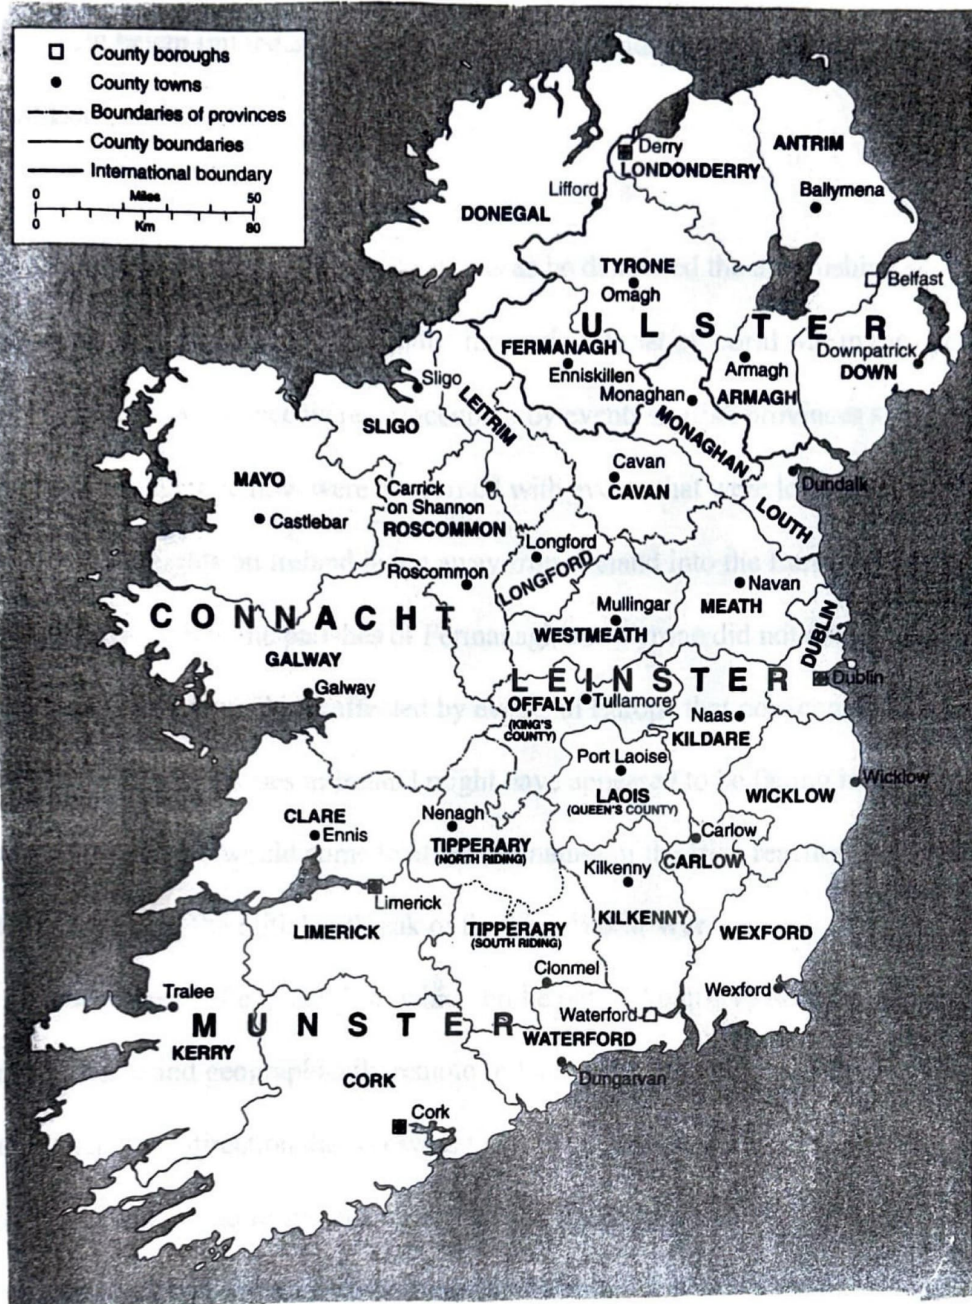 County boroughs
County towns
Boundaries of provinces
County boundaries
International boundary
0 Miles 50
0 Km 80
ANTRIM
Derry
LONDONDERRY
Lifford
Ballymena
DONEGAL
TYRONE
Omagh
Belfast
ULSTER
FERMANAGH
Enniskillen
Downpatrick
DOWN
Armagh
ARMAGH
Monaghan
MONAGHAN
Sligo
SLIGO
LEITRIM
Cavan
CAVAN
Dundalk
LOUTH
MAYO
Castlebar
Carrick
on Shannon
ROSCOMMON
Roscommon
Longford
LONGFORD
Navan
MEATH
Mullingar
WESTMEATH
CONNACHT
GALWAY
Galway
DUBLIN
Dublin
LEINSTER
OFFALY
(KING'S
COUNTY)
Tullamore
Naas
KILDARE
Port Laoise
LAOIS
(QUEEN'S COUNTY)
Wicklow
WICKLOW
CLARE
Ennis
Nenagh
TIPPERARY
(NORTH RIDING)
Carlow
CARLOW
Kilkenny
KILKENNY
Limerick
LIMERICK
TIPPERARY
(SOUTH RIDING)
WEXFORD
Clonmel
Wexford
Tralee
Waterford
MUNSTER
WATERFORD
KERRY
Dungarvan
CORK
Cork